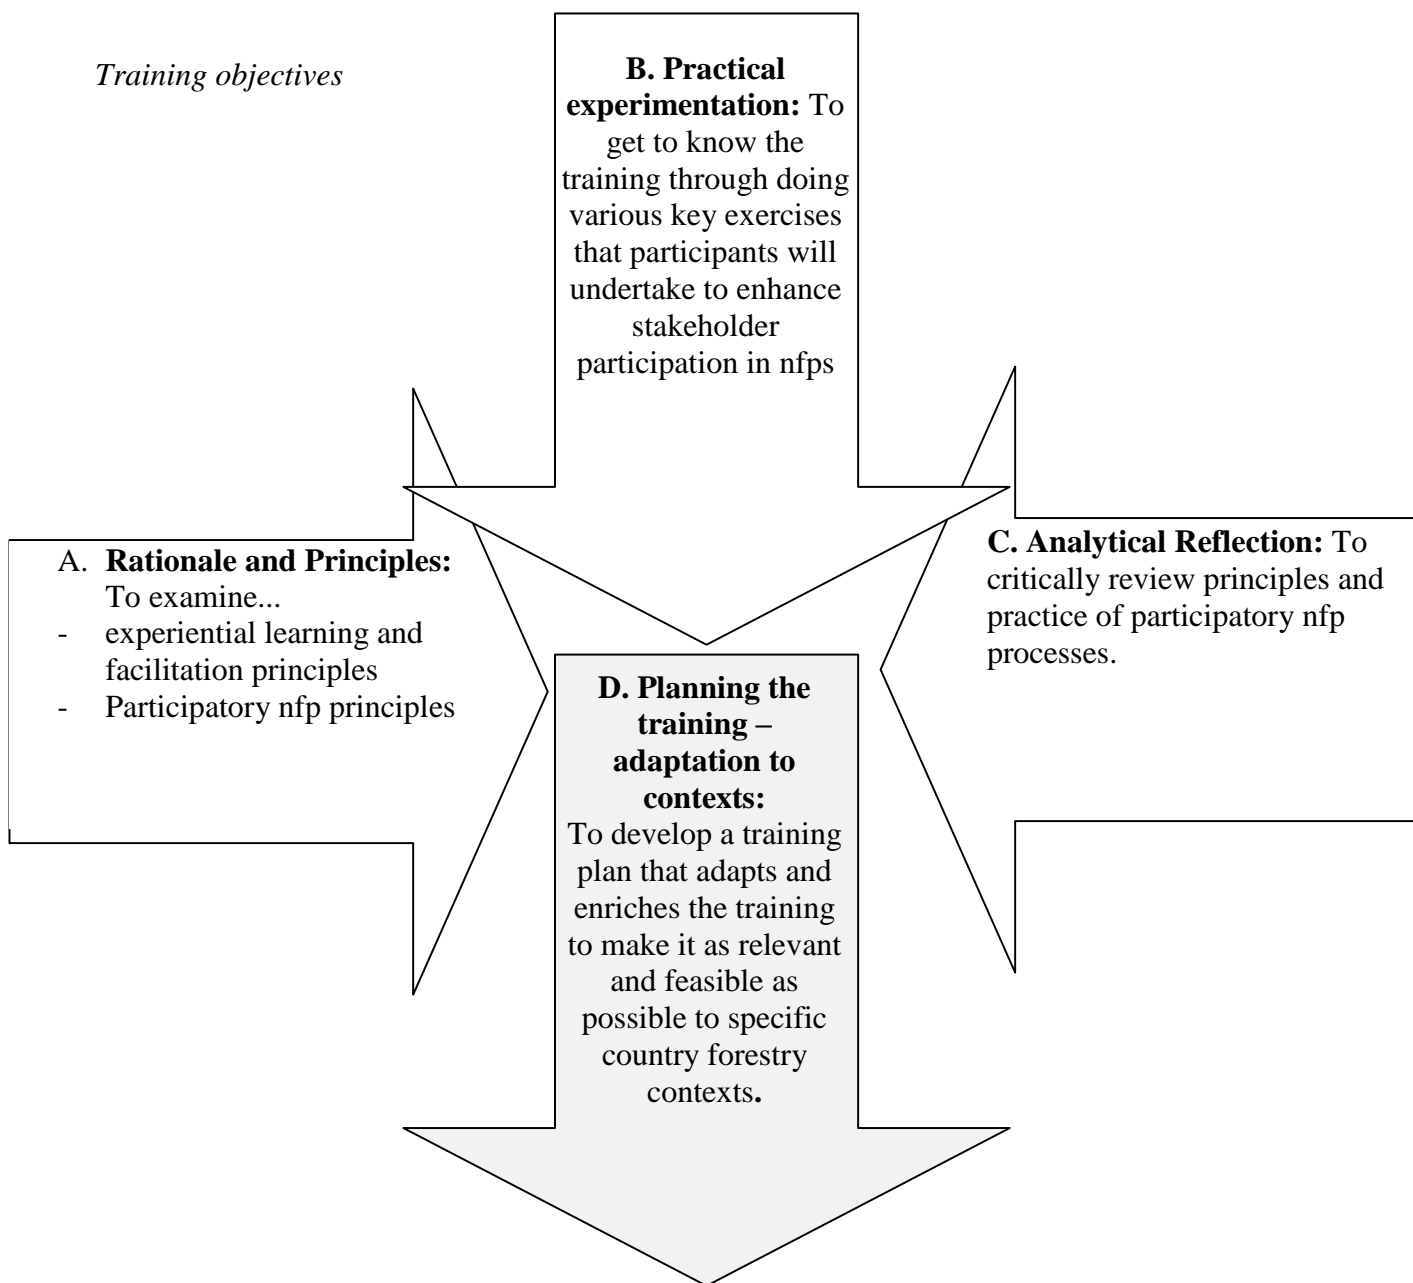 Training objectives
B. Practical
experimentation: To
get to know the
training through doing
various key exercises
that participants will
undertake to enhance
stakeholder
participation in nfps
A. Rationale and Principles:
To examine...
- experiential learning and
facilitation principles
- Participatory nfp principles
C. Analytical Reflection: To
critically review principles and
practice of participatory nfp
processes.
D. Planning the
training –
adaptation to
contexts:
To develop a training
plan that adapts and
enriches the training
to make it as relevant
and feasible as
possible to specific
country forestry
contexts.